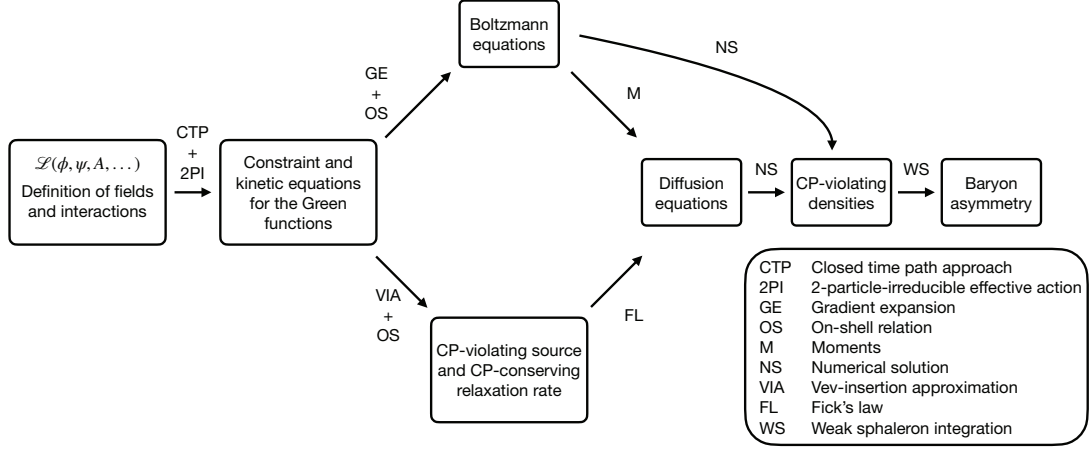 Boltzmann
equations
NS
GE
+
OS
M
CTP
+
2PI
ℒ(ϕ, ψ, A, . . . )
Definition of fields
and interactions
Constraint and
kinetic equations
for the Green
functions
Diffusion
equations
NS
CP-violating
densities
WS
Baryon
asymmetry
VIA
+
OS
FL
CP-violating source
and CP-conserving
relaxation rate
CTP Closed time path approach
2PI 2-particle-irreducible effective action
GE Gradient expansion
OS On-shell relation
M Moments
NS Numerical solution
VIA Vev-insertion approximation
FL Fick's law
WS Weak sphaleron integration